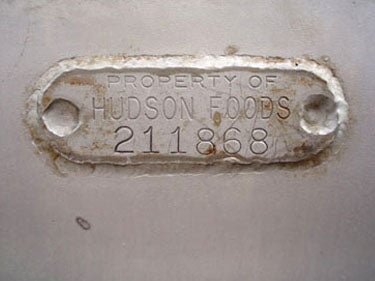 PROPERTY OF
HUDSON FOODS
211868